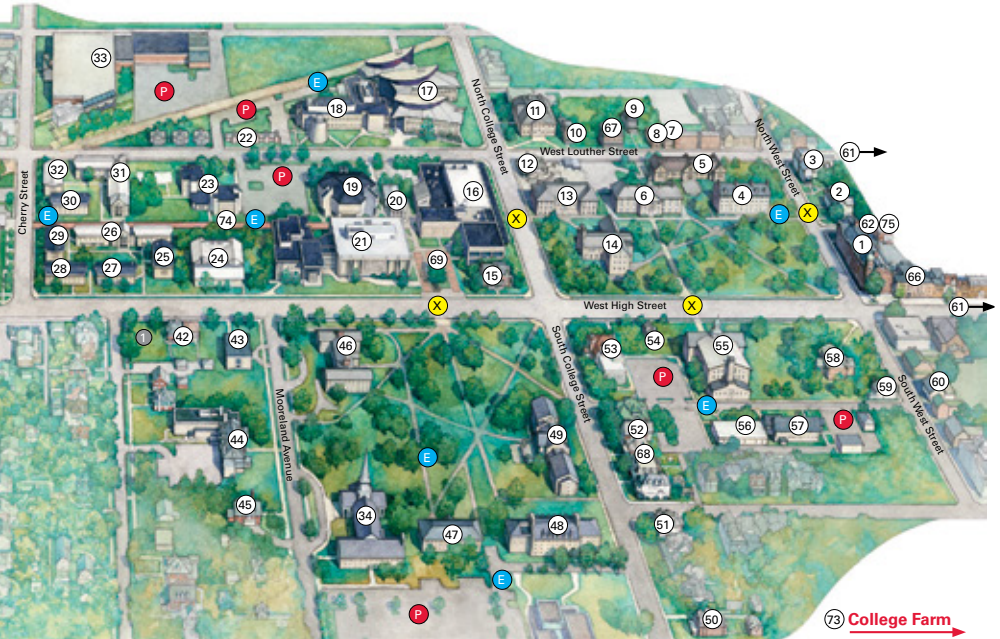 33
P
E
17
18
P
22
11
9
10
67
8
7
West Louther Street
North College Street
North West Street
3
61
5
12
32
31
23
P
19
20
16
13
6
4
2
30
E
74
E
X
E
X
62
75
29
26
21
14
1
28
27
25
24
69
15
66
Cherry Street
X
West High Street
X
61
1
42
43
46
53
54
55
58
60
59
P
Mooreland Avenue
South College Street
South West Street
E
P
44
49
52
56
57
E
68
45
34
47
48
51
E
P
50
73 College Farm